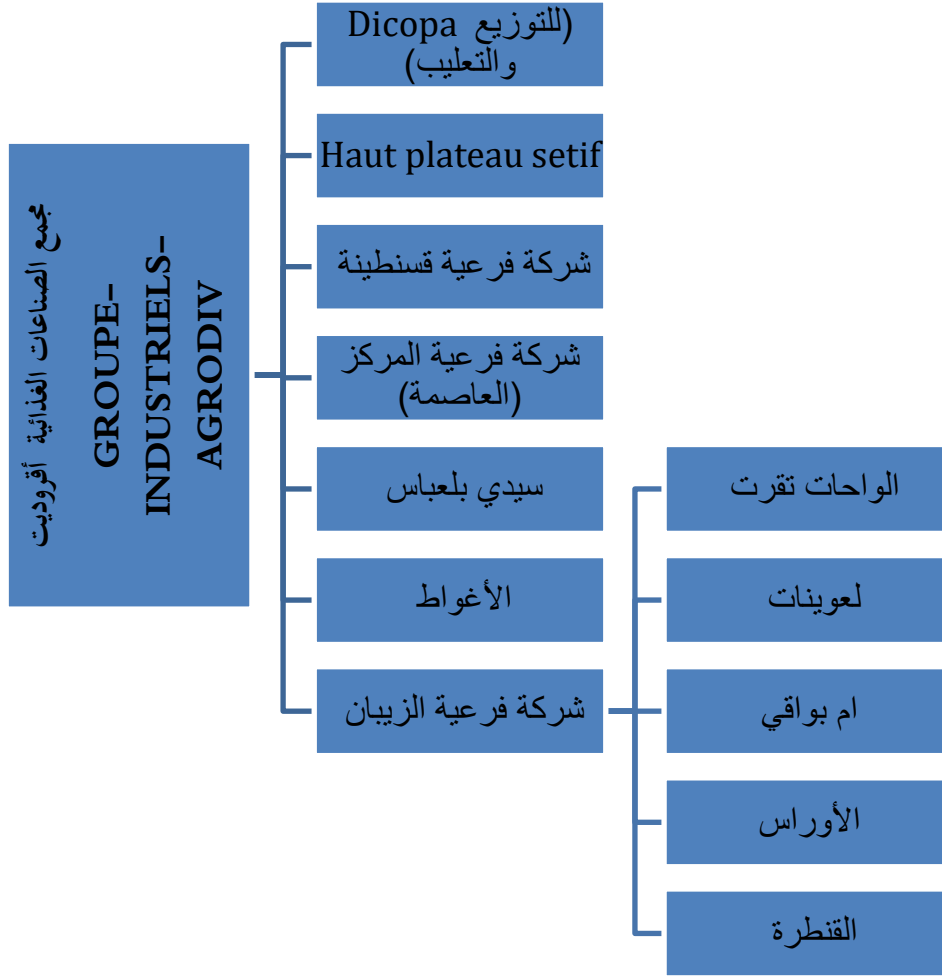 مجمع الصناعات الغذائية أقروديت
GROUPE–
INDUSTRIELS–
AGRODIV
Dicopa (للتوزيع
والتعليب)
Haut plateau setif
شركة فرعية قسنطينة
شركة فرعية المركز
(العاصمة)
سيدي بلعباس
الأغواط
شركة فرعية الزيبان
الواحات تقرت
لعوينات
ام بواقي
الأوراس
القنطرة